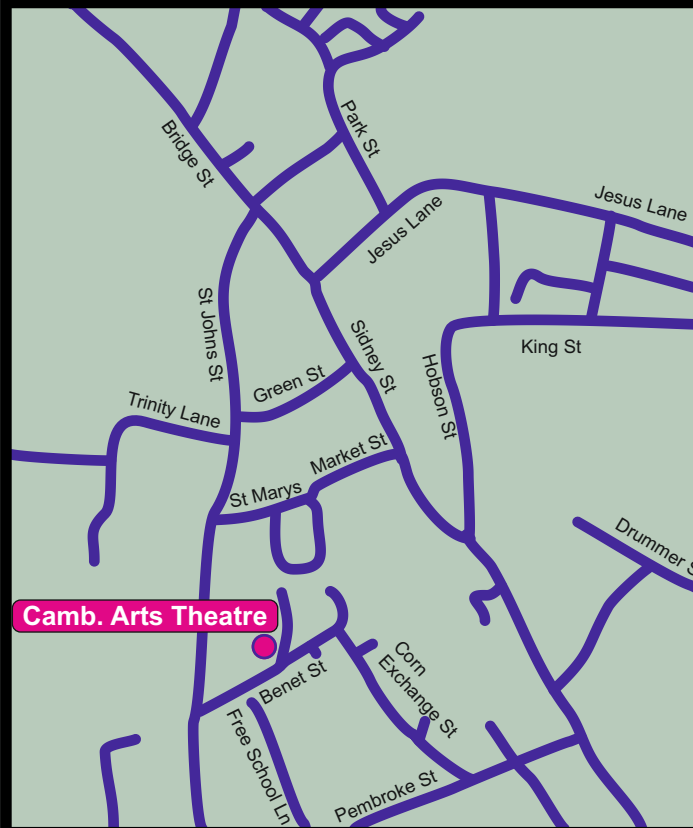 Park St
Bridge St
Jesus Lane
Jesus Lane
St Johns St
Sidney St
King St
Hobson St
Green St
Trinity Lane
Market St
St Marys
Drummer S
Camb. Arts Theatre
Corn
Exchange St
Benet St
Free School Ln
Pembroke St